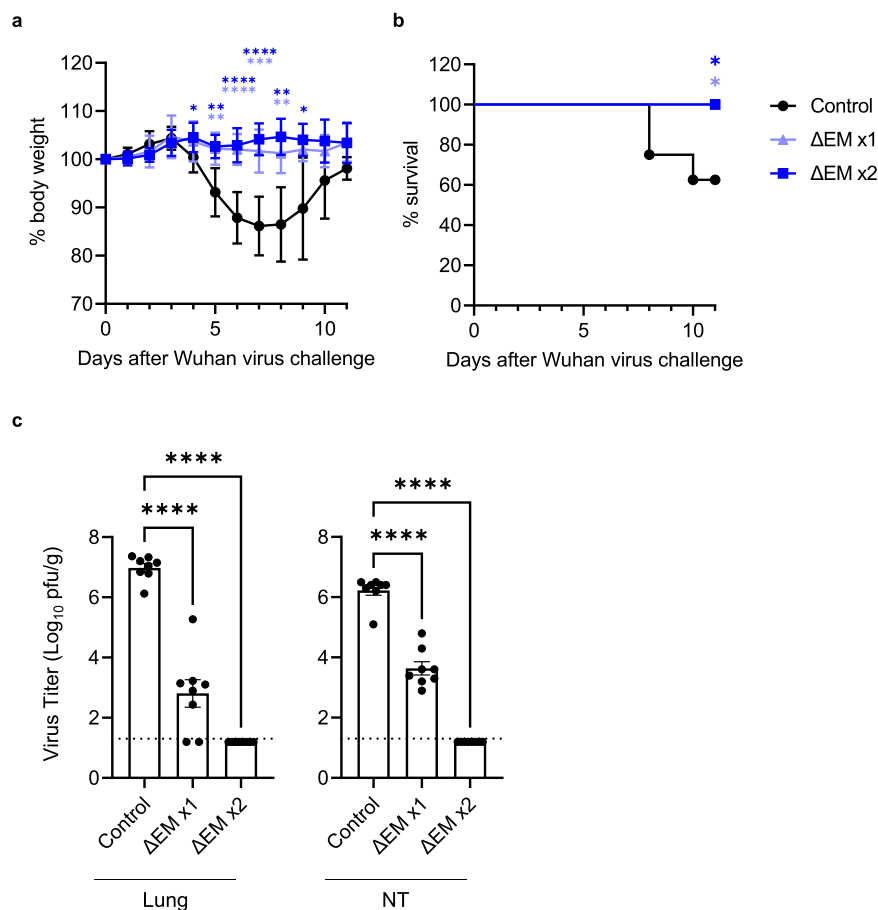 a
****
***
****
****
*
**
**
**
**
*
120
110
100
90
80
70
% body weight
0
5
10
Days after Wuhan virus challenge
b
*
*
120
100
80
60
40
20
0
% survival
0
5
10
Days after Wuhan virus challenge
Control
ΔEM x1
ΔEM x2
c
****
****
8
6
4
2
0
Virus Titer (Log10 pfu/g)
Control
ΔEM x1
ΔEM x2
Lung
****
****
8
6
4
2
0
Control
ΔEM x1
ΔEM x2
NT